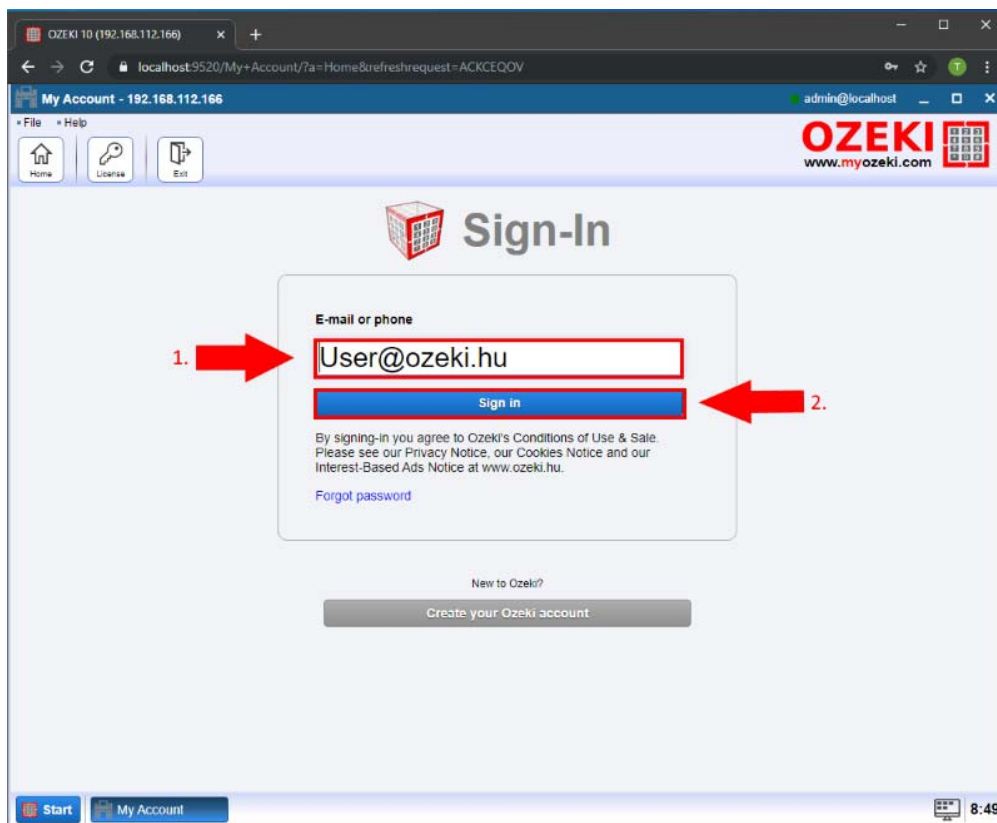 OZEKI 10 (192.168.112.166)
localhost:9520/My+Account/?a=Home&refreshrequest=ACKCEQOV
T
My Account - 192.168.112.166
admin@localhost
File Help
Home
License
Exit
OZEKI
www.myozeki.com
Sign-In
E-mail or phone
1.
User@ozeki.hu
Sign in
2.
By signing-in you agree to Ozeki's Conditions of Use & Sale.
Please see our Privacy Notice, our Cookies Notice and our
Interest-Based Ads Notice at www.ozeki.hu.
Forgot password
New to Ozeki?
Create your Ozeki account
Start
My Account
8:49